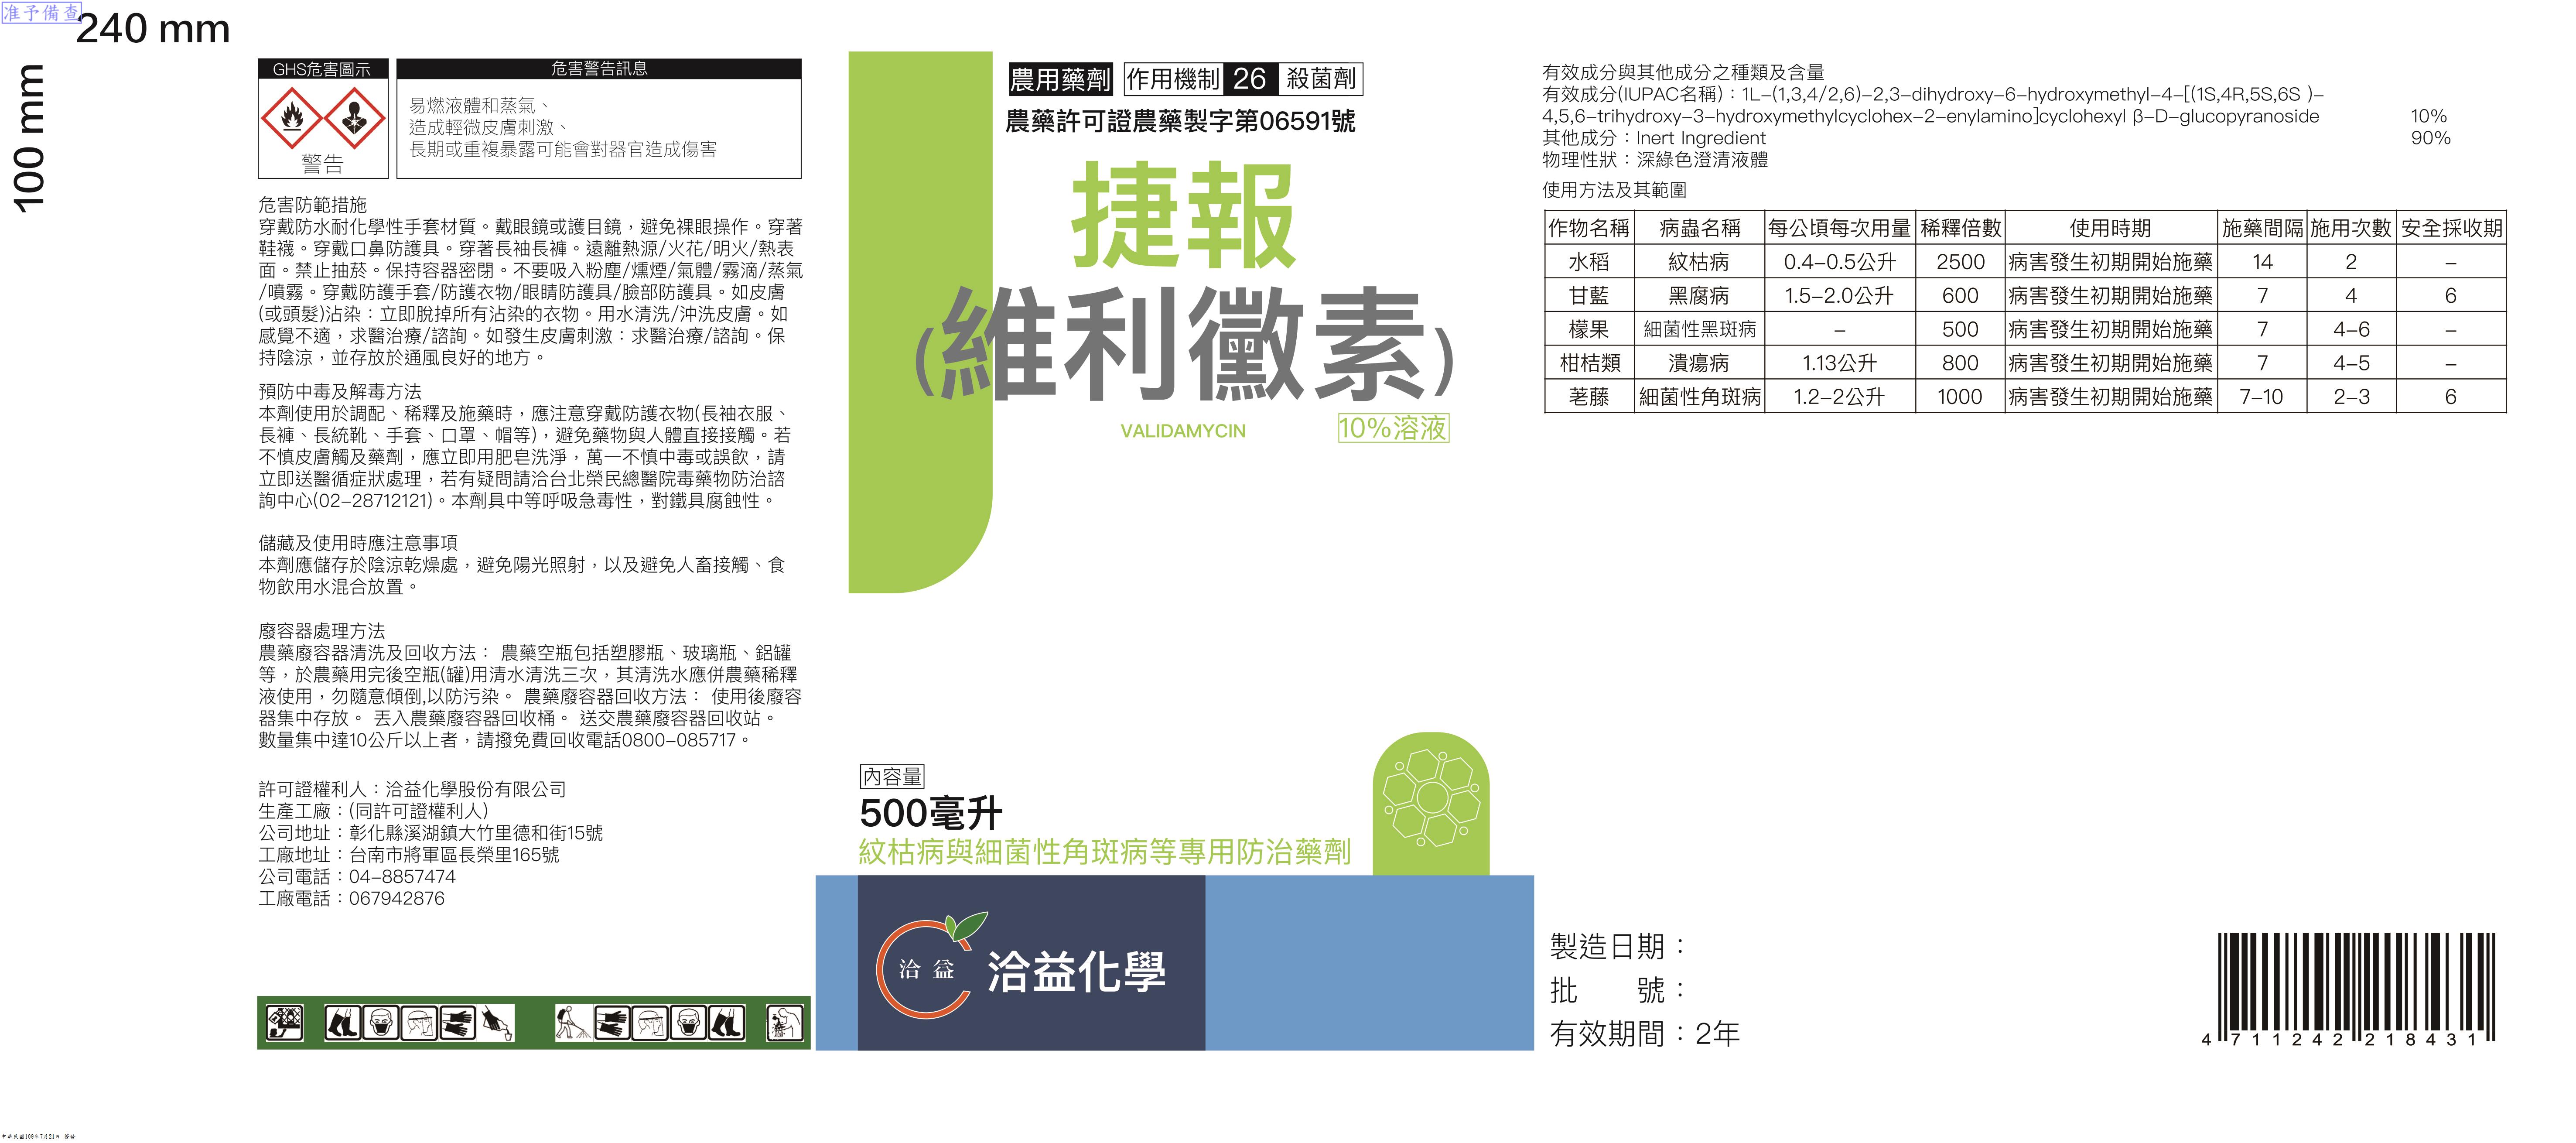 准予備查
240 mm
100 mm
GHS危害圖示
警告
危害警告訊息
易燃液體和蒸氣、
造成輕微皮膚刺激、
長期或重複暴露可能會對器官造成傷害
危害防範措施
穿戴防水耐化學性手套材質。戴眼鏡或護目鏡，避免裸眼操作。穿著
鞋襪。穿戴口鼻防護具。穿著長袖長褲。遠離熱源/火花/明火/熱表
面。禁止抽菸。保持容器密閉。不要吸入粉塵/燻煙/氣體/霧滴/蒸氣
/噴霧。穿戴防護手套/防護衣物/眼睛防護具/臉部防護具。如皮膚
(或頭髮)沾染：立即脫掉所有沾染的衣物。用水清洗/沖洗皮膚。如
感覺不適，求醫治療/諮詢。如發生皮膚刺激：求醫治療/諮詢。保
持陰涼，並存放於通風良好的地方。
預防中毒及解毒方法
本劑使用於調配、稀釋及施藥時，應注意穿戴防護衣物(長袖衣服、
長褲、長統靴、手套、口罩、帽等)，避免藥物與人體直接接觸。若
不慎皮膚觸及藥劑，應立即用肥皂洗淨，萬一不慎中毒或誤飲，請
立即送醫循症狀處理，若有疑問請洽台北榮民總醫院毒藥物防治諮
詢中心(02-28712121)。本劑具中等呼吸急毒性，對鐵具腐蝕性。
儲藏及使用時應注意事項
本劑應儲存於陰涼乾燥處，避免陽光照射，以及避免人畜接觸、食
物飲用水混合放置。
廢容器處理方法
農藥廢容器清洗及回收方法： 農藥空瓶包括塑膠瓶、玻璃瓶、鋁罐
等，於農藥用完後空瓶(罐)用清水清洗三次，其清洗水應併農藥稀釋
液使用，勿隨意傾倒,以防污染。 農藥廢容器回收方法： 使用後廢容
器集中存放。 丟入農藥廢容器回收桶。 送交農藥廢容器回收站。
數量集中達10公斤以上者，請撥免費回收電話0800-085717。
許可證權利人：洽益化學股份有限公司
生產工廠：(同許可證權利人)
公司地址：彰化縣溪湖鎮大竹里德和街15號
工廠地址：台南市將軍區長榮里165號
公司電話：04-8857474
工廠電話：067942876
農用藥劑 作用機制 26 殺菌劑
農藥許可證農藥製字第06591號
捷報
(維利黴素)
VALIDAMYCIN 10%溶液
內容量
500毫升
紋枯病與細菌性角斑病等專用防治藥劑
洽益 洽益化學
有效成分與其他成分之種類及含量
有效成分(IUPAC名稱)：1L-(1,3,4/2,6)-2,3-dihydroxy-6-hydroxymethyl-4-[(1S,4R,5S,6S )-
4,5,6-trihydroxy-3-hydroxymethylcyclohex-2-enylamino]cyclohexyl β-D-glucopyranoside 10%
其他成分：Inert Ingredient 90%
物理性狀：深綠色澄清液體
使用方法及其範圍
作物名稱 病蟲名稱 每公頃每次用量 稀釋倍數 使用時期 施藥間隔 施用次數 安全採收期
水稻 紋枯病 0.4-0.5公升 2500 病害發生初期開始施藥 14 2 -
甘藍 黑腐病 1.5-2.0公升 600 病害發生初期開始施藥 7 4 6
檬果 細菌性黑斑病 - 500 病害發生初期開始施藥 7 4-6 -
柑桔類 潰瘍病 1.13公升 800 病害發生初期開始施藥 7 4-5 -
荖藤 細菌性角斑病 1.2-2公升 1000 病害發生初期開始施藥 7-10 2-3 6
製造日期：
批　　號：
有效期間：2年
4 711242 218431
中華民國109年7月21日 簽發